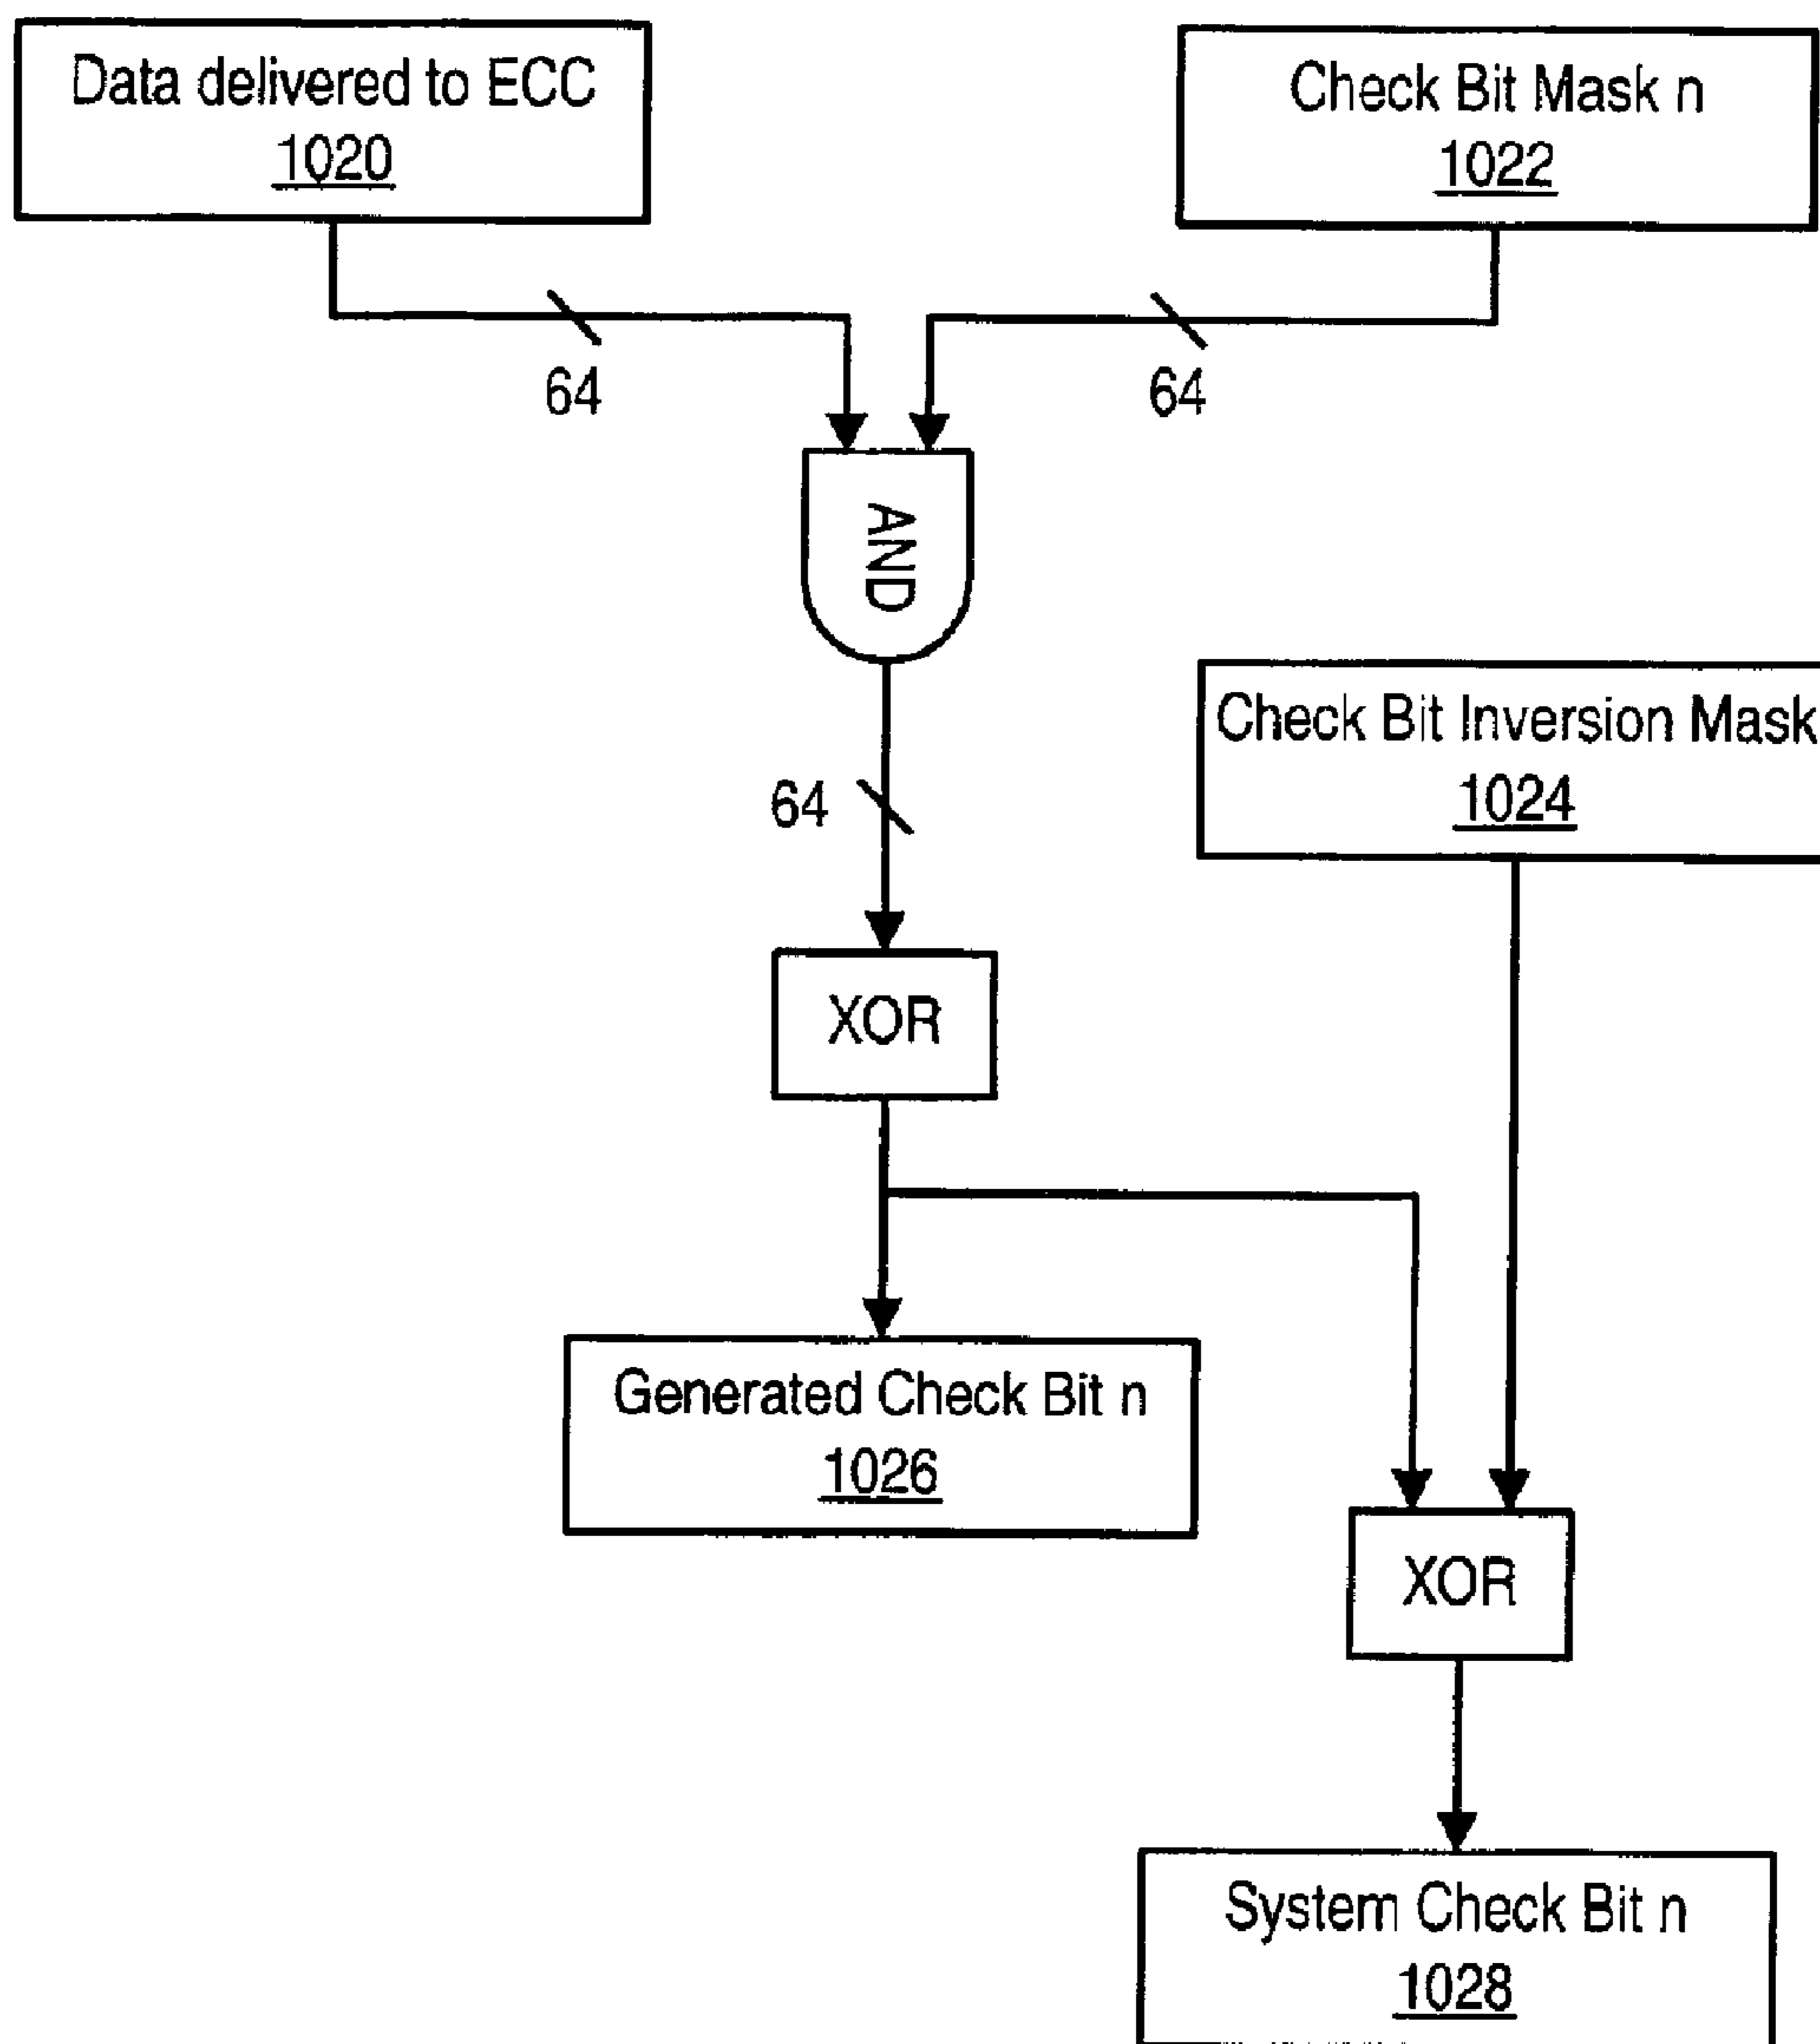 Data delivered to ECC
1020
Check Bit Mask n
1022
64
64
AND
Check Bit Inversion Mask
1024
64
XOR
Generated Check Bit n
1026
XOR
System Check Bit n
1028